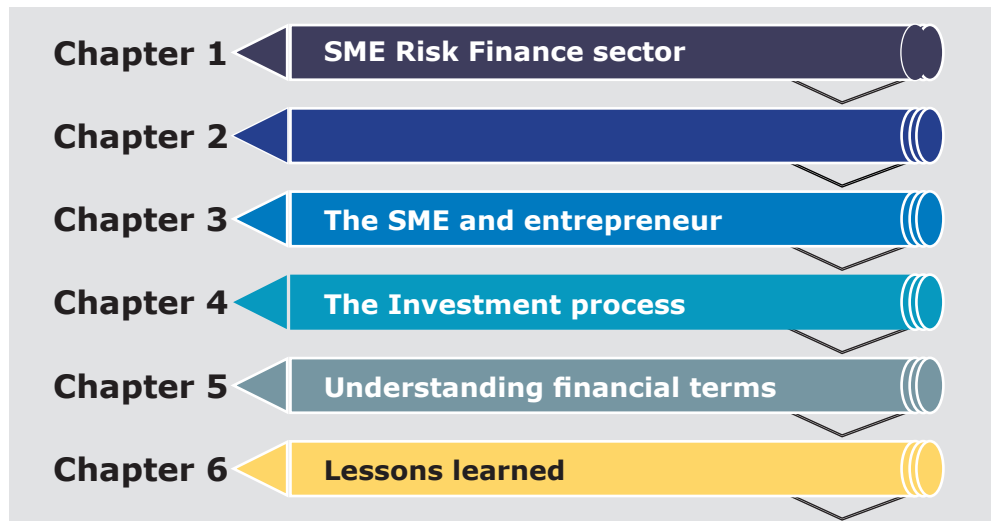 Chapter 1 SME Risk Finance sector
Chapter 2
Chapter 3 The SME and entrepreneur
Chapter 4 The Investment process
Chapter 5 Understanding financial terms
Chapter 6 Lessons learned